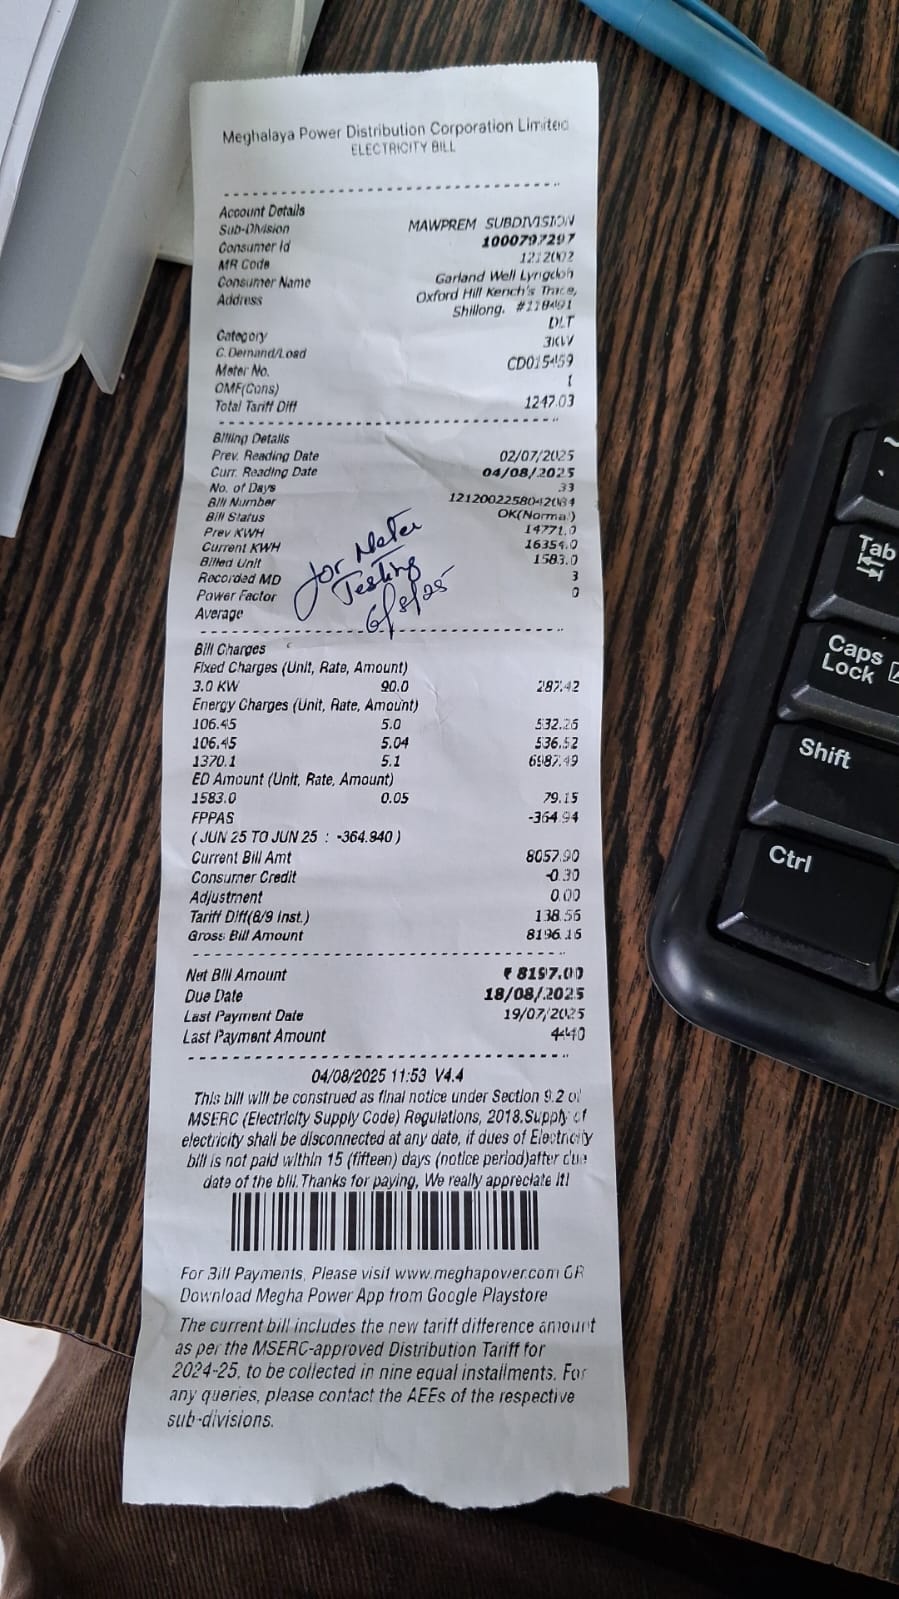 Meghalaya Power Distribution Corporation Limited
ELECTRICITY BILL
Account Details
Sub-Division MAWPREM SUBDIVISION
Consumer Id 1000797297
MR Code 1212002
Consumer Name Garland Well Lyngdoh
Address Oxford Hill Kench's Trace,
Shillong.
Category DLT
C.Demand/Load 3KW
Meter No. CD015459
OMF(Cons) 1
Total Tariff Diff 1247.03
Billing Details
Prev. Reading Date 02/07/2025
Curr. Reading Date 04/08/2025
No. of Days 33
Bill Number
Bill Status OK(Normal)
Prev KWH 14771.0
Current KWH 16354.0
Billed Unit 1583.0
Recorded MD 3
Power Factor 0
Average
for Meter
Testing
6/8/25
Bill Charges
Fixed Charges (Unit, Rate, Amount)
3.0 KW 90.0 287.42
Energy Charges (Unit, Rate, Amount)
106.45 5.0 532.26
106.45 5.04 536.52
1370.1 5.1 6987.49
ED Amount (Unit, Rate, Amount)
1583.0 0.05 79.15
FPPAS -364.94
( JUN 25 TO JUN 25 : -364.940 )
Current Bill Amt 8057.90
Consumer Credit -0.30
Adjustment 0.00
Tariff Diff(8/9 Inst.) 138.56
Gross Bill Amount 8196.16
Net Bill Amount ₹ 8197.00
Due Date 18/08/2025
Last Payment Date 19/07/2025
Last Payment Amount 4440
04/08/2025 11:53 V4.4
This bill will be construed as final notice under Section 9.2 of
MSERC (Electricity Supply Code) Regulations, 2018.Supply of
electricity shall be disconnected at any date, if dues of Electricity
bill is not paid within 15 (fifteen) days (notice period)after due
date of the bill. Thanks for paying, We really appreciate it!
For Bill Payments, Please visit www.meghapower.com OR
Download Megha Power App from Google Playstore
The current bill includes the new tariff difference amount
as per the MSERC-approved Distribution Tariff for
2024-25, to be collected in nine equal installments. For
any queries, please contact the AEEs of the respective
sub-divisions.
~
Tab
Caps
Lock
Shift
Ctrl